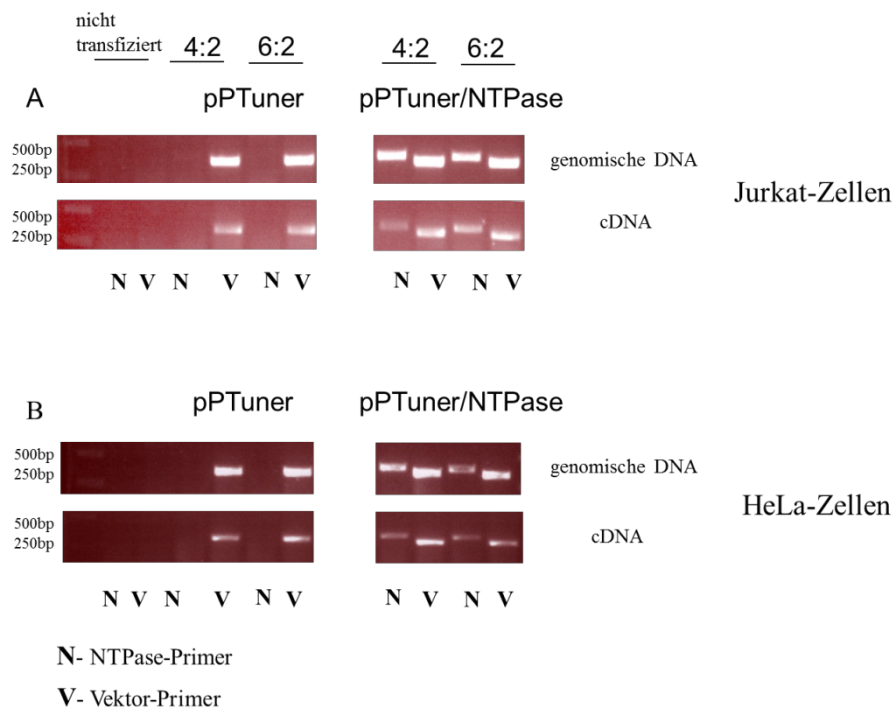 nicht
transfiziert 4:2 6:2 4:2 6:2
A pPTuner pPTuner/NTPase
500bp
250bp
genomische DNA
Jurkat-Zellen
500bp
250bp
cDNA
N V N V N V N V N V
B pPTuner pPTuner/NTPase
500bp
250bp
genomische DNA
HeLa-Zellen
500bp
250bp
cDNA
N V N V N V N V N V
N- NTPase-Primer
V- Vektor-Primer